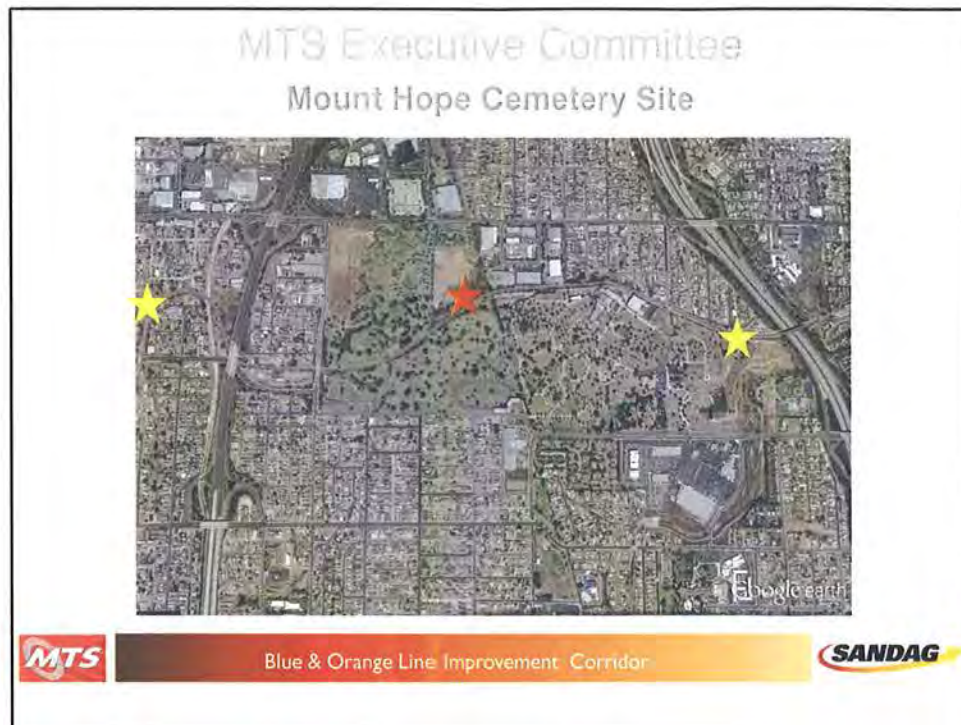 MTS Executive Committee
Mount Hope Cemetery Site
Google earth
MTS
Blue & Orange Line Improvement Corridor
SANDAG